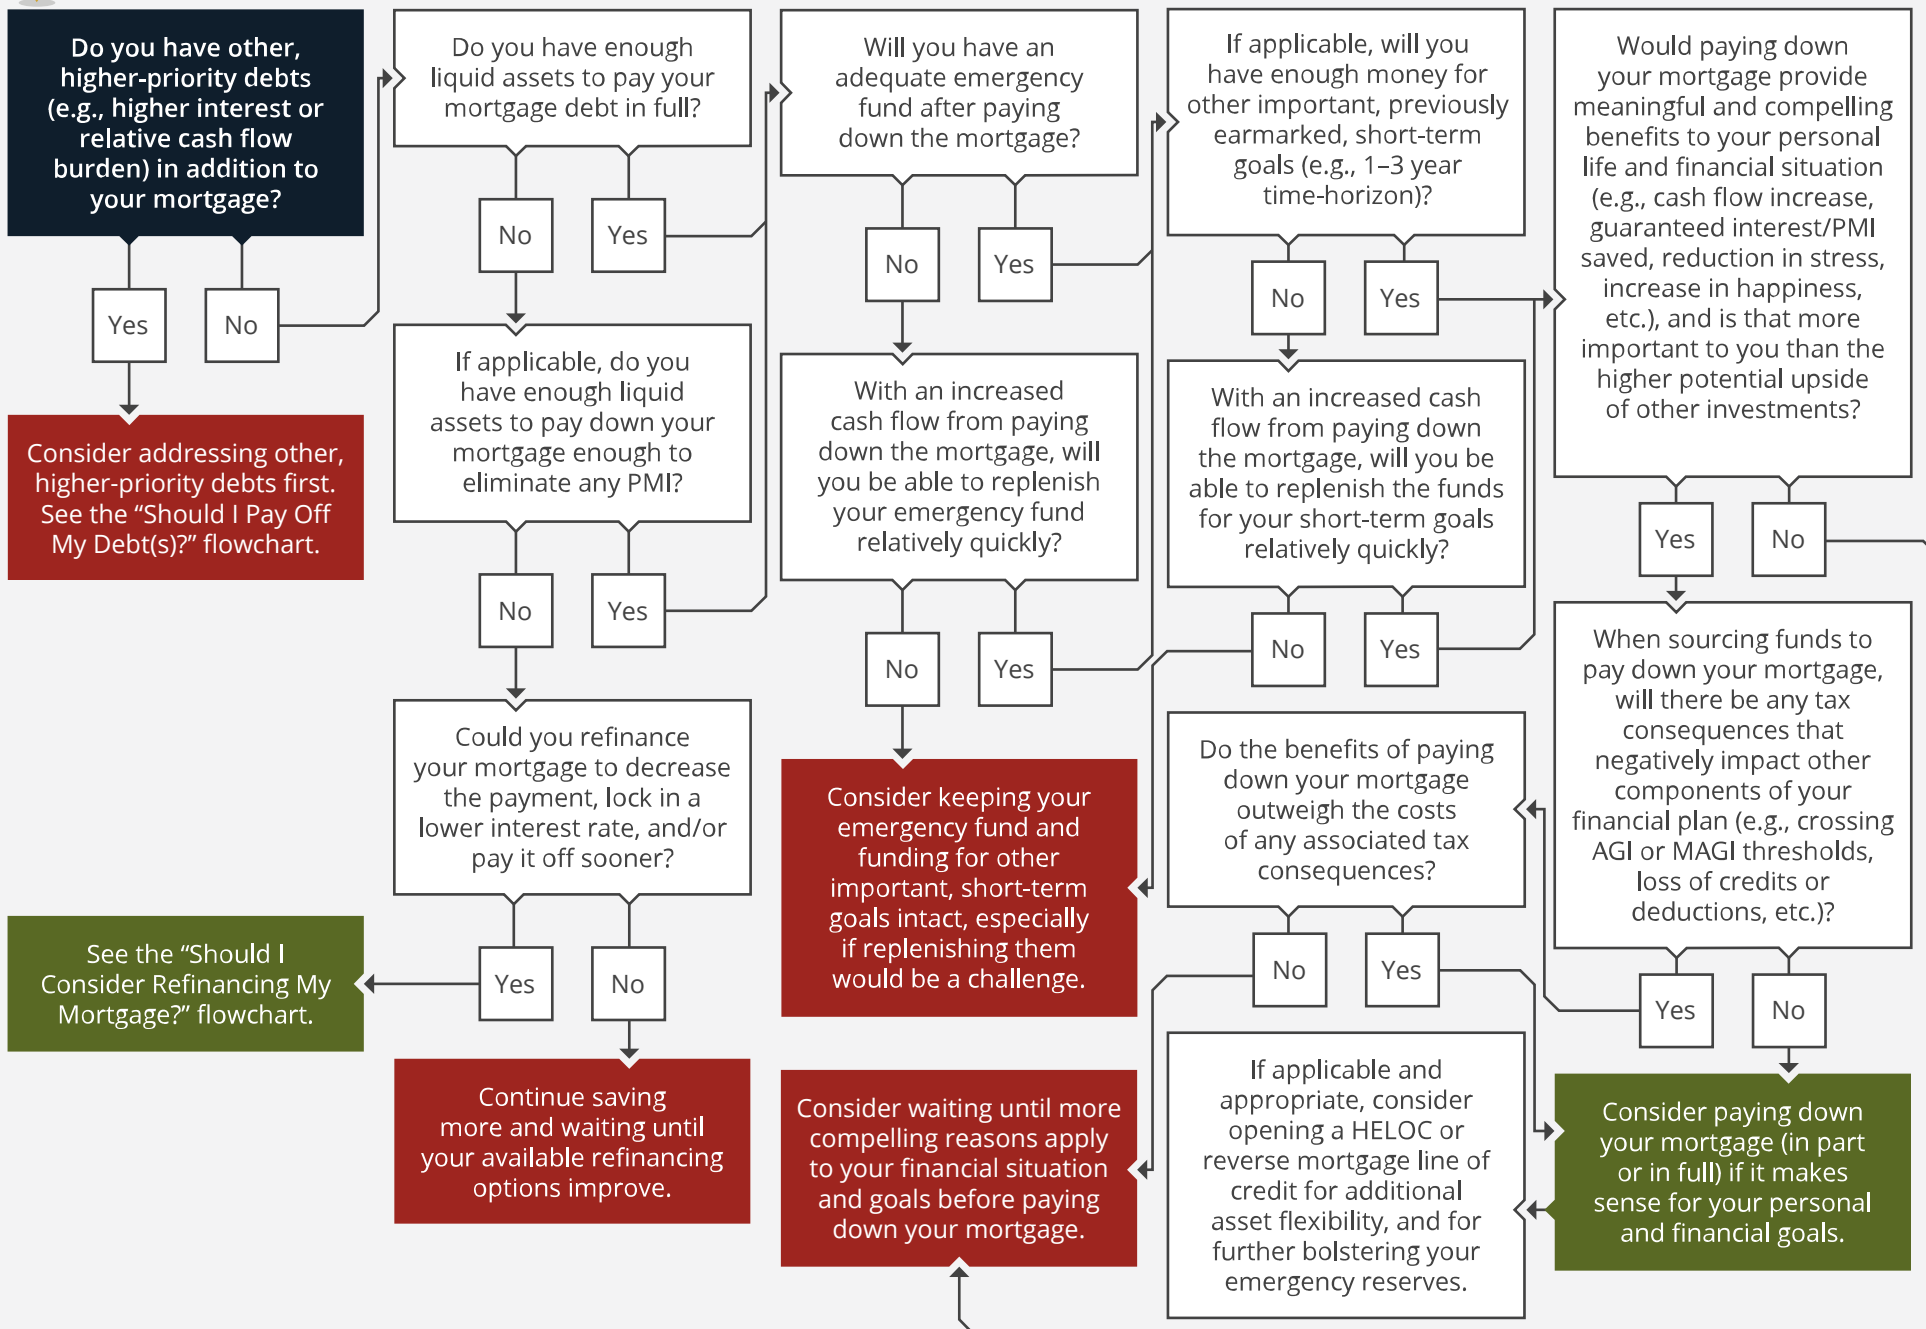 Do you have other,
higher-priority debts
(e.g., higher interest or
relative cash flow
burden) in addition to
your mortgage?
Yes
No
Consider addressing other,
higher-priority debts first.
See the “Should I Pay Off
My Debt(s)?” flowchart.
Do you have enough
liquid assets to pay your
mortgage debt in full?
No
Yes
If applicable, do you
have enough liquid
assets to pay down your
mortgage enough to
eliminate any PMI?
No
Yes
Could you refinance
your mortgage to decrease
the payment, lock in a
lower interest rate, and/or
pay it off sooner?
Yes
No
See the “Should I
Consider Refinancing My
Mortgage?” flowchart.
Continue saving
more and waiting until
your available refinancing
options improve.
Will you have an
adequate emergency
fund after paying
down the mortgage?
No
Yes
With an increased
cash flow from paying
down the mortgage, will
you be able to replenish
your emergency fund
relatively quickly?
No
Yes
Consider keeping your
emergency fund and
funding for other
important, short-term
goals intact, especially
if replenishing them
would be a challenge.
Consider waiting until more
compelling reasons apply
to your financial situation
and goals before paying
down your mortgage.
If applicable, will you
have enough money for
other important, previously
earmarked, short-term
goals (e.g., 1–3 year
time-horizon)?
No
Yes
With an increased cash
flow from paying down
the mortgage, will you be
able to replenish the funds
for your short-term goals
relatively quickly?
No
Yes
Do the benefits of paying
down your mortgage
outweigh the costs
of any associated tax
consequences?
No
Yes
If applicable and
appropriate, consider
opening a HELOC or
reverse mortgage line of
credit for additional
asset flexibility, and for
further bolstering your
emergency reserves.
Would paying down
your mortgage provide
meaningful and compelling
benefits to your personal
life and financial situation
(e.g., cash flow increase,
guaranteed interest/PMI
saved, reduction in stress,
increase in happiness,
etc.), and is that more
important to you than the
higher potential upside
of other investments?
Yes
No
When sourcing funds to
pay down your mortgage,
will there be any tax
consequences that
negatively impact other
components of your
financial plan (e.g., crossing
AGI or MAGI thresholds,
loss of credits or
deductions, etc.)?
Yes
No
Consider paying down
your mortgage (in part
or in full) if it makes
sense for your personal
and financial goals.